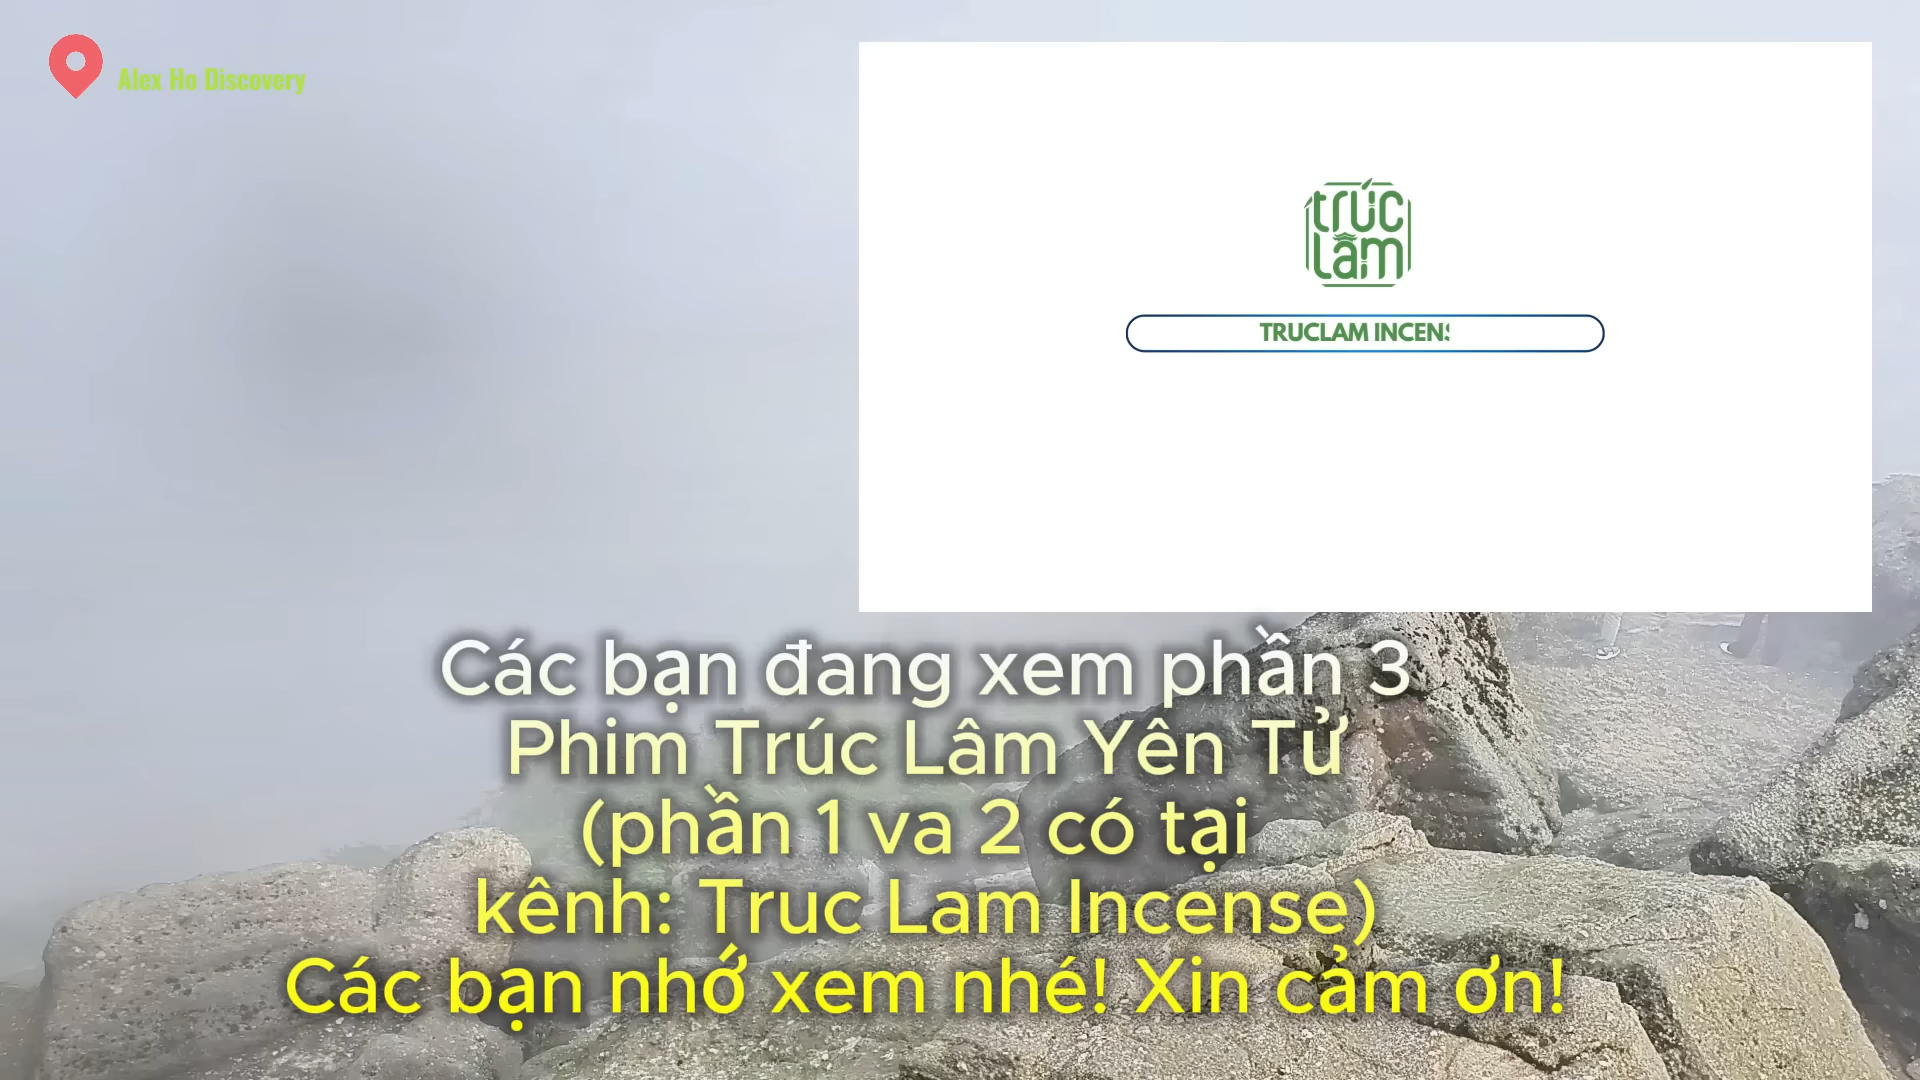 Alex Ho Discovery
trúc
lâm
TRUCLAM INCENS
Các bạn đang xem phần 3
Phim Trúc Lâm Yên Tử
(phần 1 va 2 có tại
kênh: Truc Lam Incense)
Các bạn nhớ xem nhé! Xin cảm ơn!